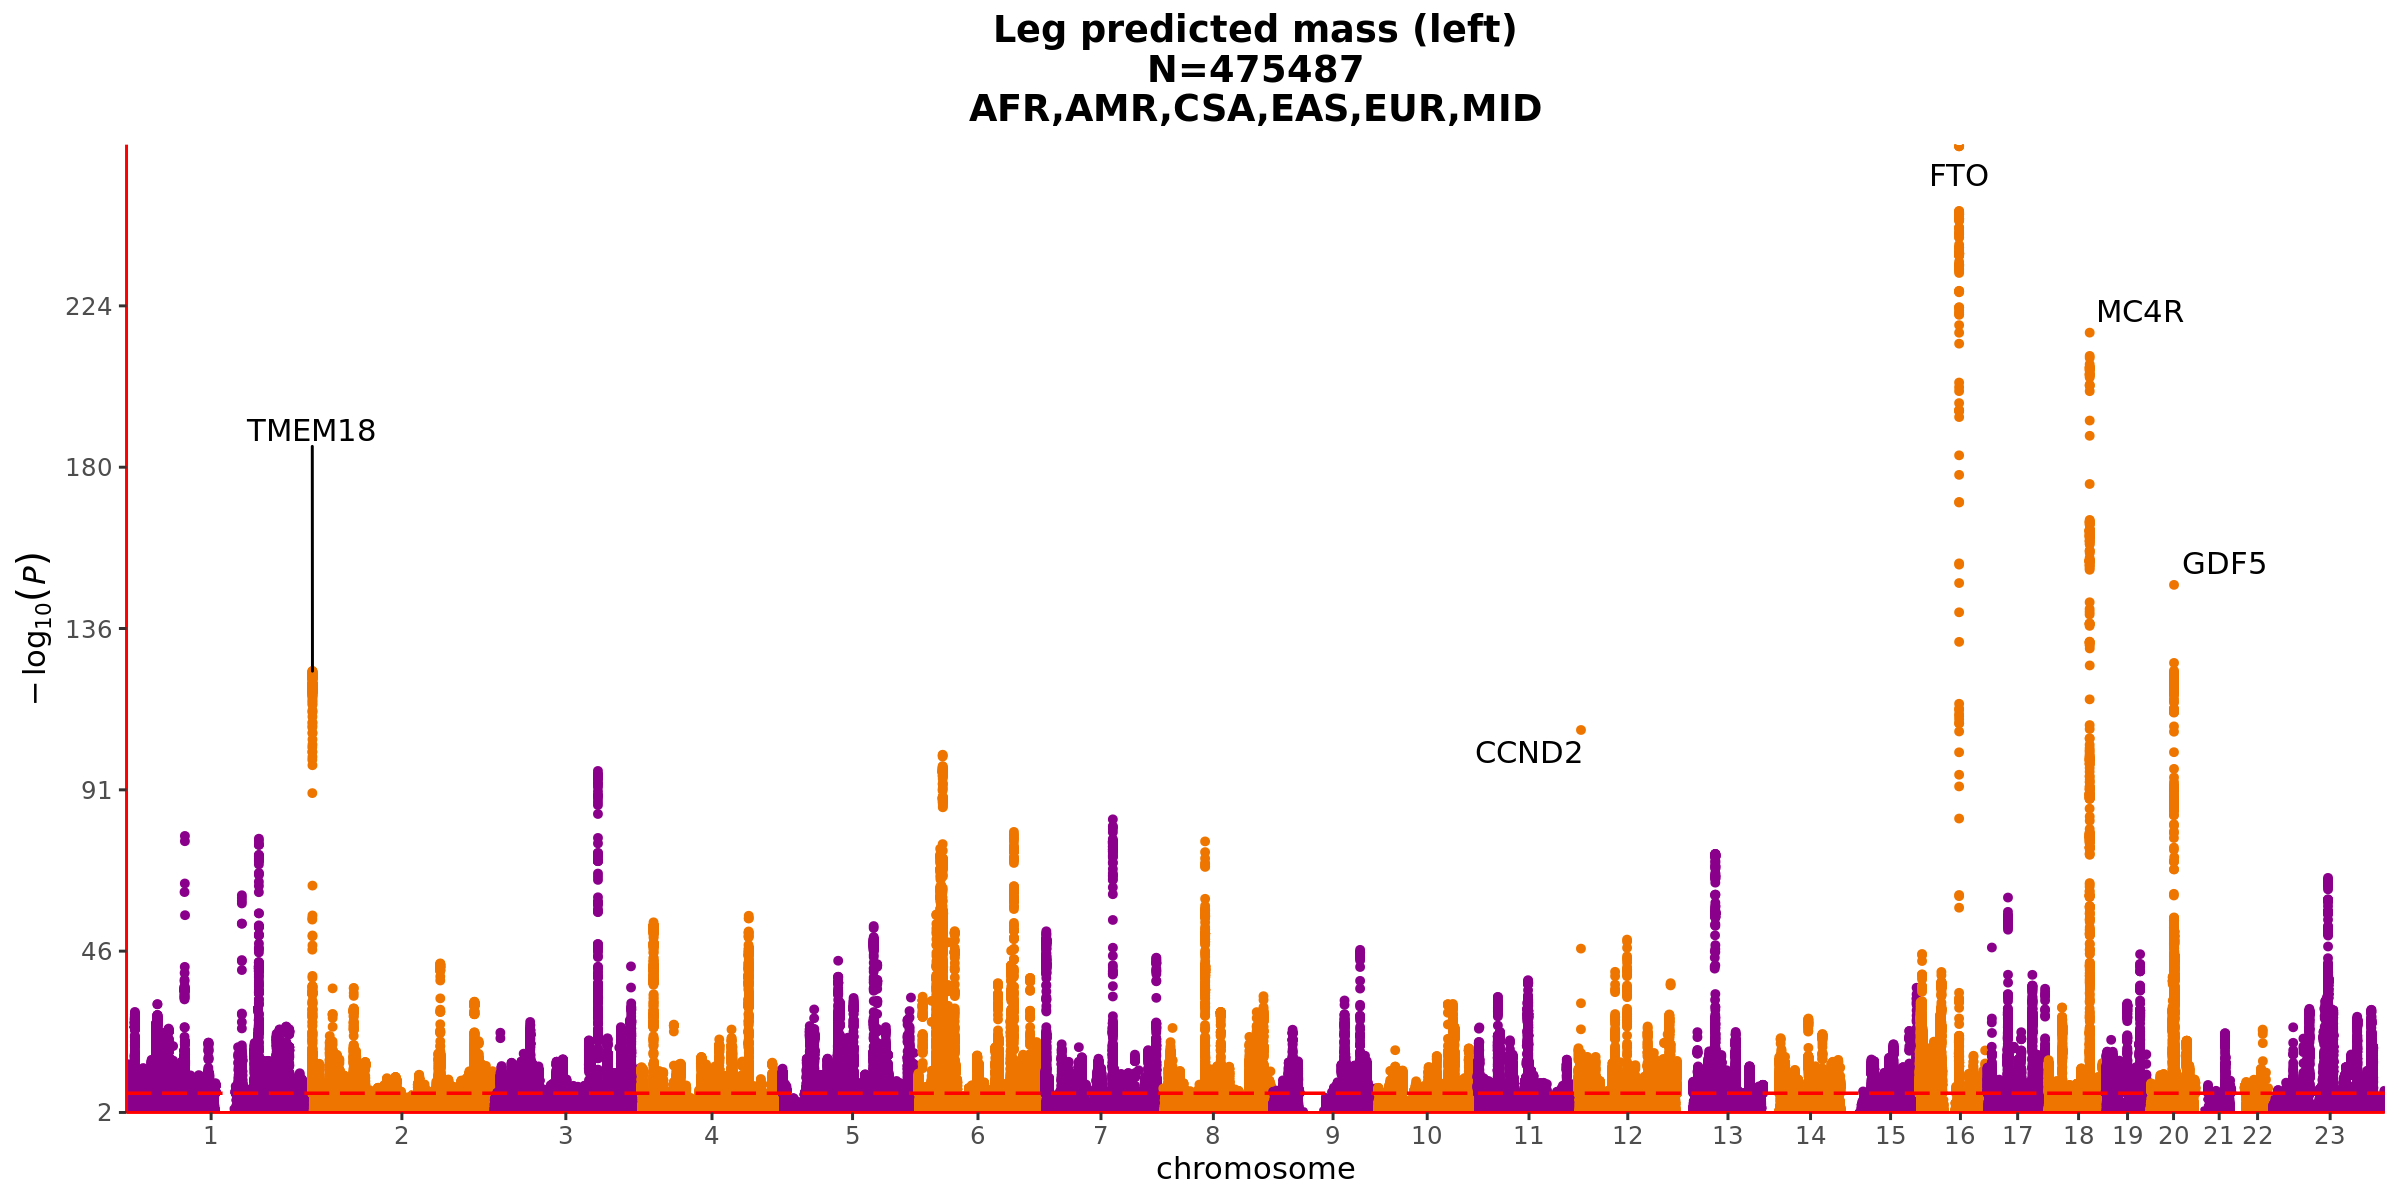 Leg predicted mass (left)
N=475487
AFR,AMR,CSA,EAS,EUR,MID
FTO
MC4R
TMEM18
GDF5
CCND2
−log10(P)
224
180
136
91
46
2
1 2 3 4 5 6 7 8 9 10 11 12 13 14 15 16 17 18 19 20 21 22 23
chromosome